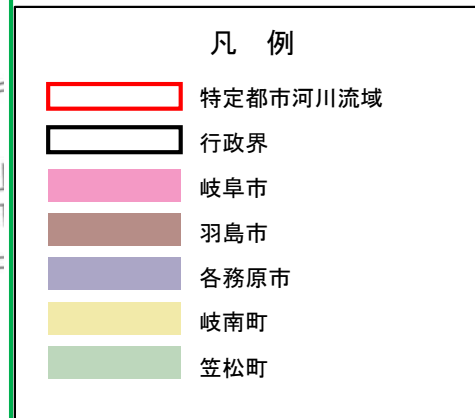 凡 例
特定都市河川流域
行政界
岐阜市
羽島市
各務原市
岐南町
笠松町